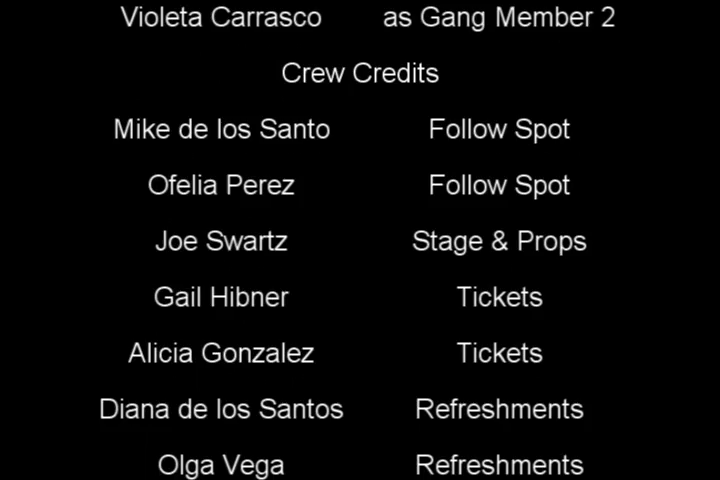 Violeta Carrasco as Gang Member 2
Crew Credits
Mike de los Santo Follow Spot
Ofelia Perez Follow Spot
Joe Swartz Stage & Props
Gail Hibner Tickets
Alicia Gonzalez Tickets
Diana de los Santos Refreshments
Olga Vega Refreshments